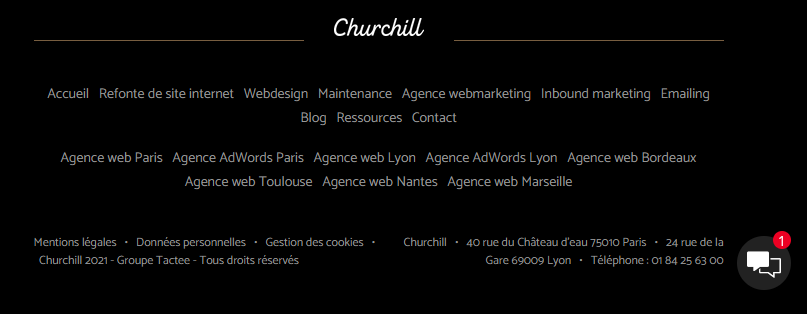 Churchill
Accueil Refonte de site internet Webdesign Maintenance Agence webmarketing Inbound marketing Emailing
Blog Ressources Contact
Agence web Paris Agence AdWords Paris Agence web Lyon Agence AdWords Lyon Agence web Bordeaux
Agence web Toulouse Agence web Nantes Agence web Marseille
Mentions légales • Données personnelles • Gestion des cookies •
Churchill 2021 - Groupe Tactee - Tous droits réservés
Churchill • 40 rue du Château d'eau 75010 Paris • 24 rue de la
Gare 69009 Lyon • Téléphone : 01 84 25 63 00
1